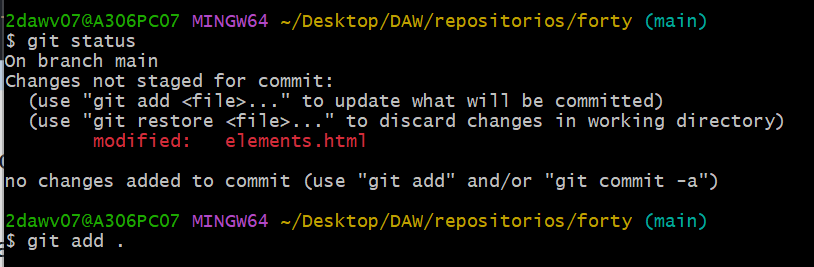 2dawv07@A306PC07 MINGW64 ~/Desktop/DAW/repositorios/forty (main)
$ git status
On branch main
Changes not staged for commit:
  (use "git add <file>..." to update what will be committed)
  (use "git restore <file>..." to discard changes in working directory)
        modified:   elements.html
no changes added to commit (use "git add" and/or "git commit -a")
2dawv07@A306PC07 MINGW64 ~/Desktop/DAW/repositorios/forty (main)
$ git add .